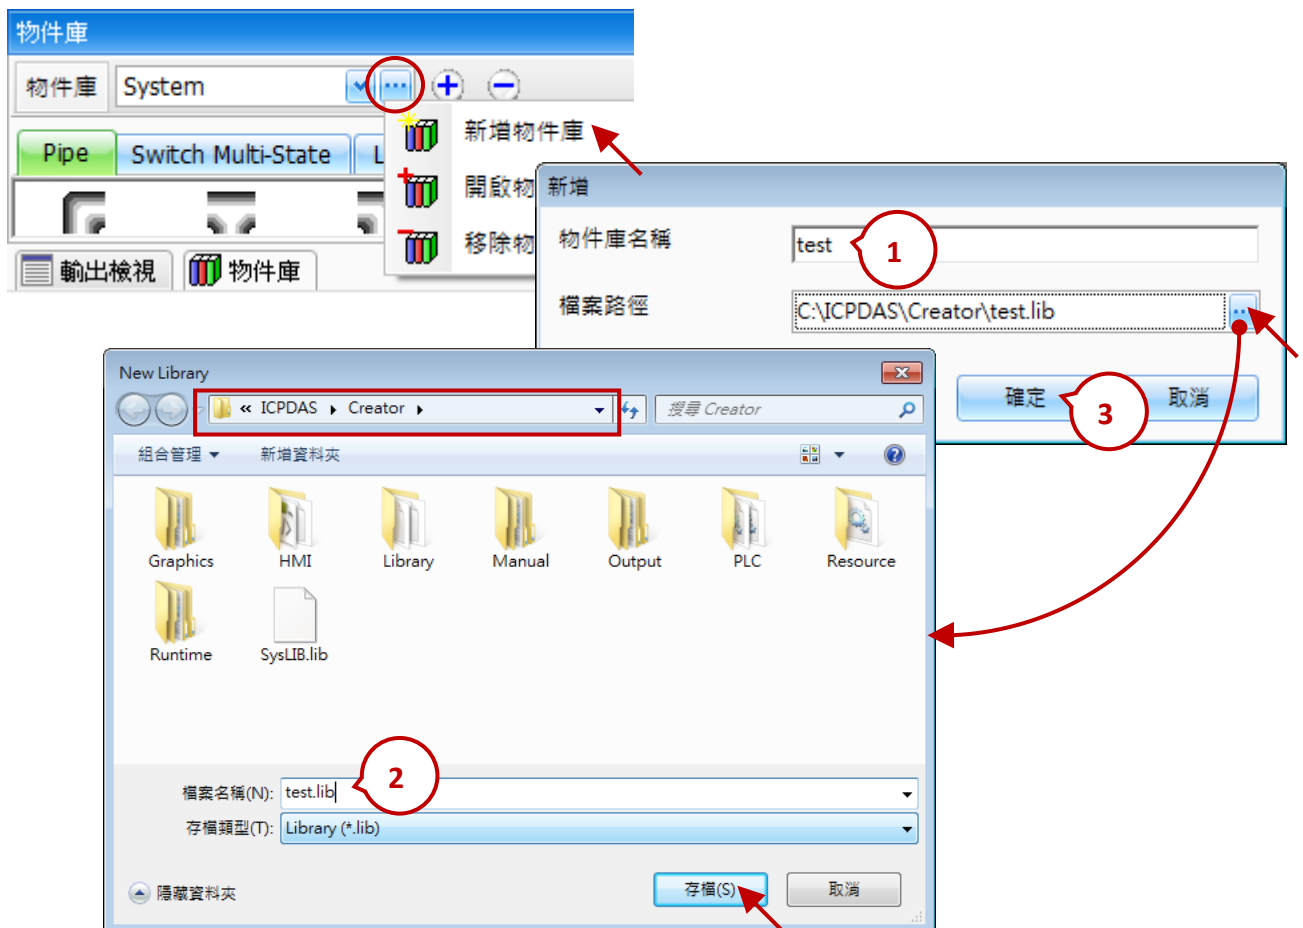 物件庫
物件庫 System
新增物件庫
Pipe Switch Multi-State L
開啟物
新增
移除物
物件庫名稱 test 1
輸出檢視 物件庫
檔案路徑 C:\ICPDAS\Creator\test.lib
New Library
« ICPDAS Creator 搜尋 Creator
確定 3 取消
組合管理 新增資料夾
Graphics HMI Library Manual Output PLC Resource
Runtime SysLIB.lib
2
檔案名稱(N): test.lib
存檔類型(T): Library (*.lib)
隱藏資料夾 存檔(S) 取消